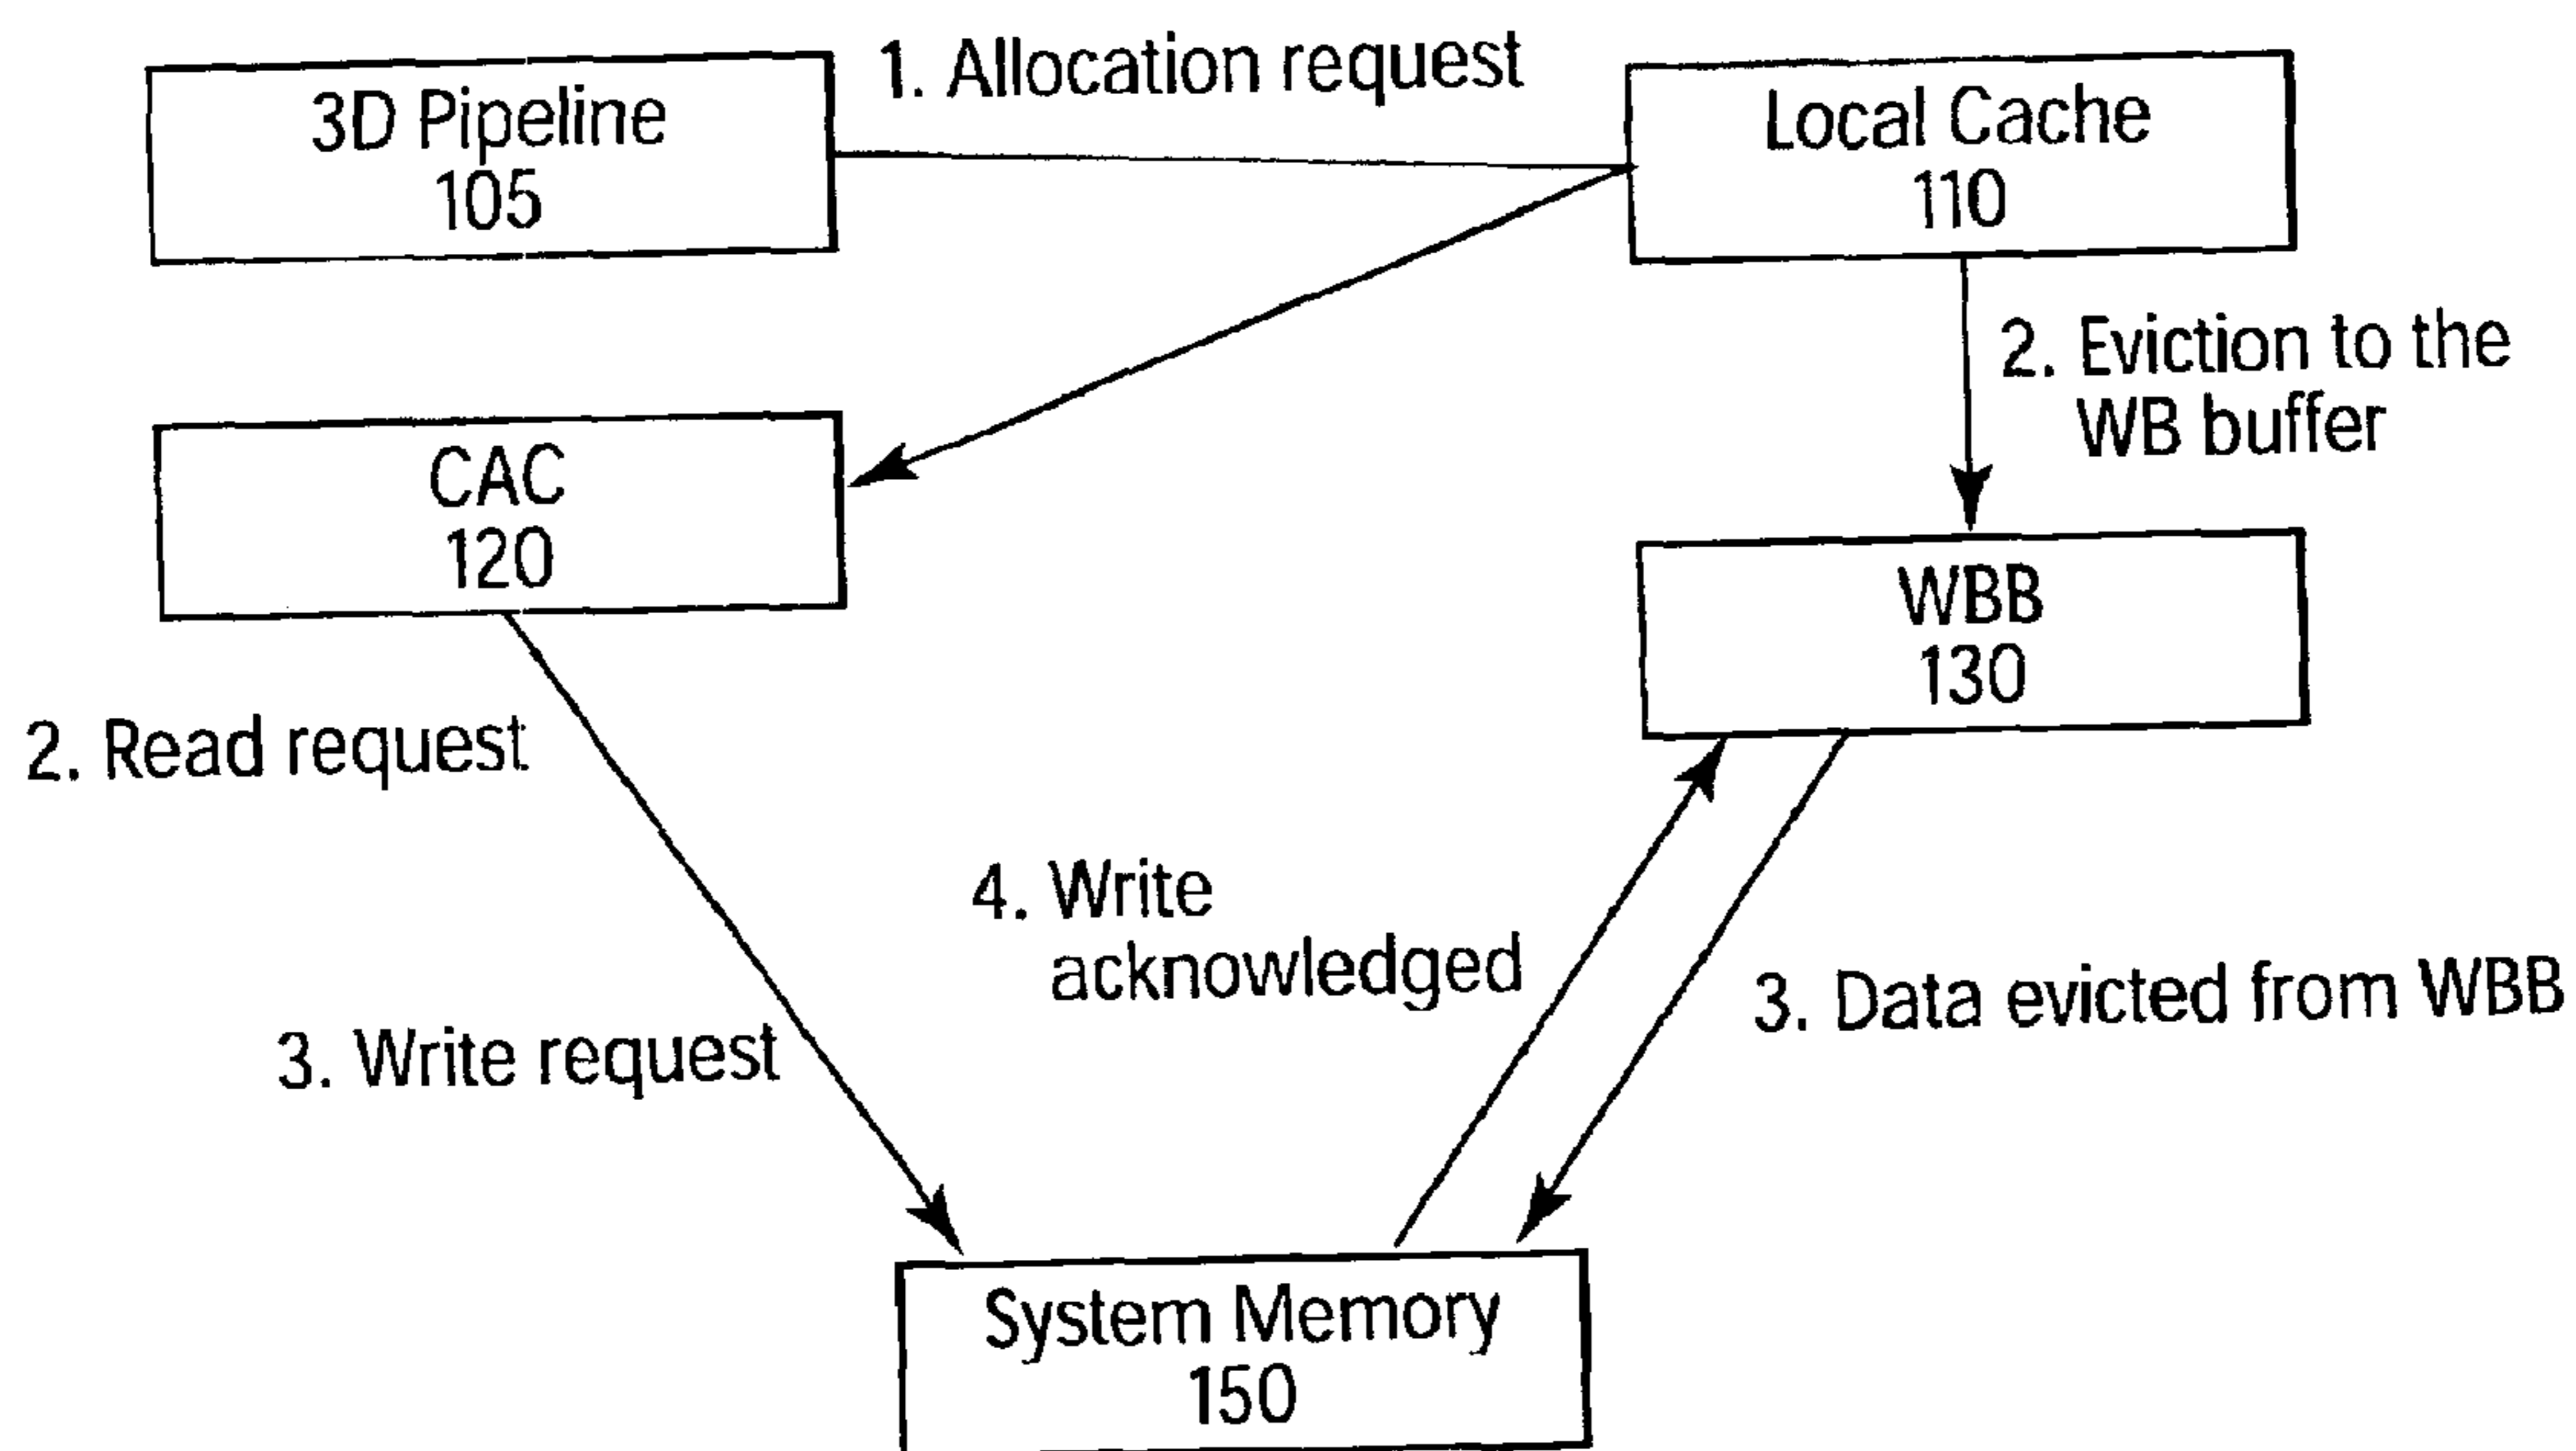 1. Allocation request
3D Pipeline
105
Local Cache
110
2. Eviction to the
WB buffer
CAC
120
WBB
130
2. Read request
4. Write
acknowledged
3. Data evicted from WBB
3. Write request
System Memory
150